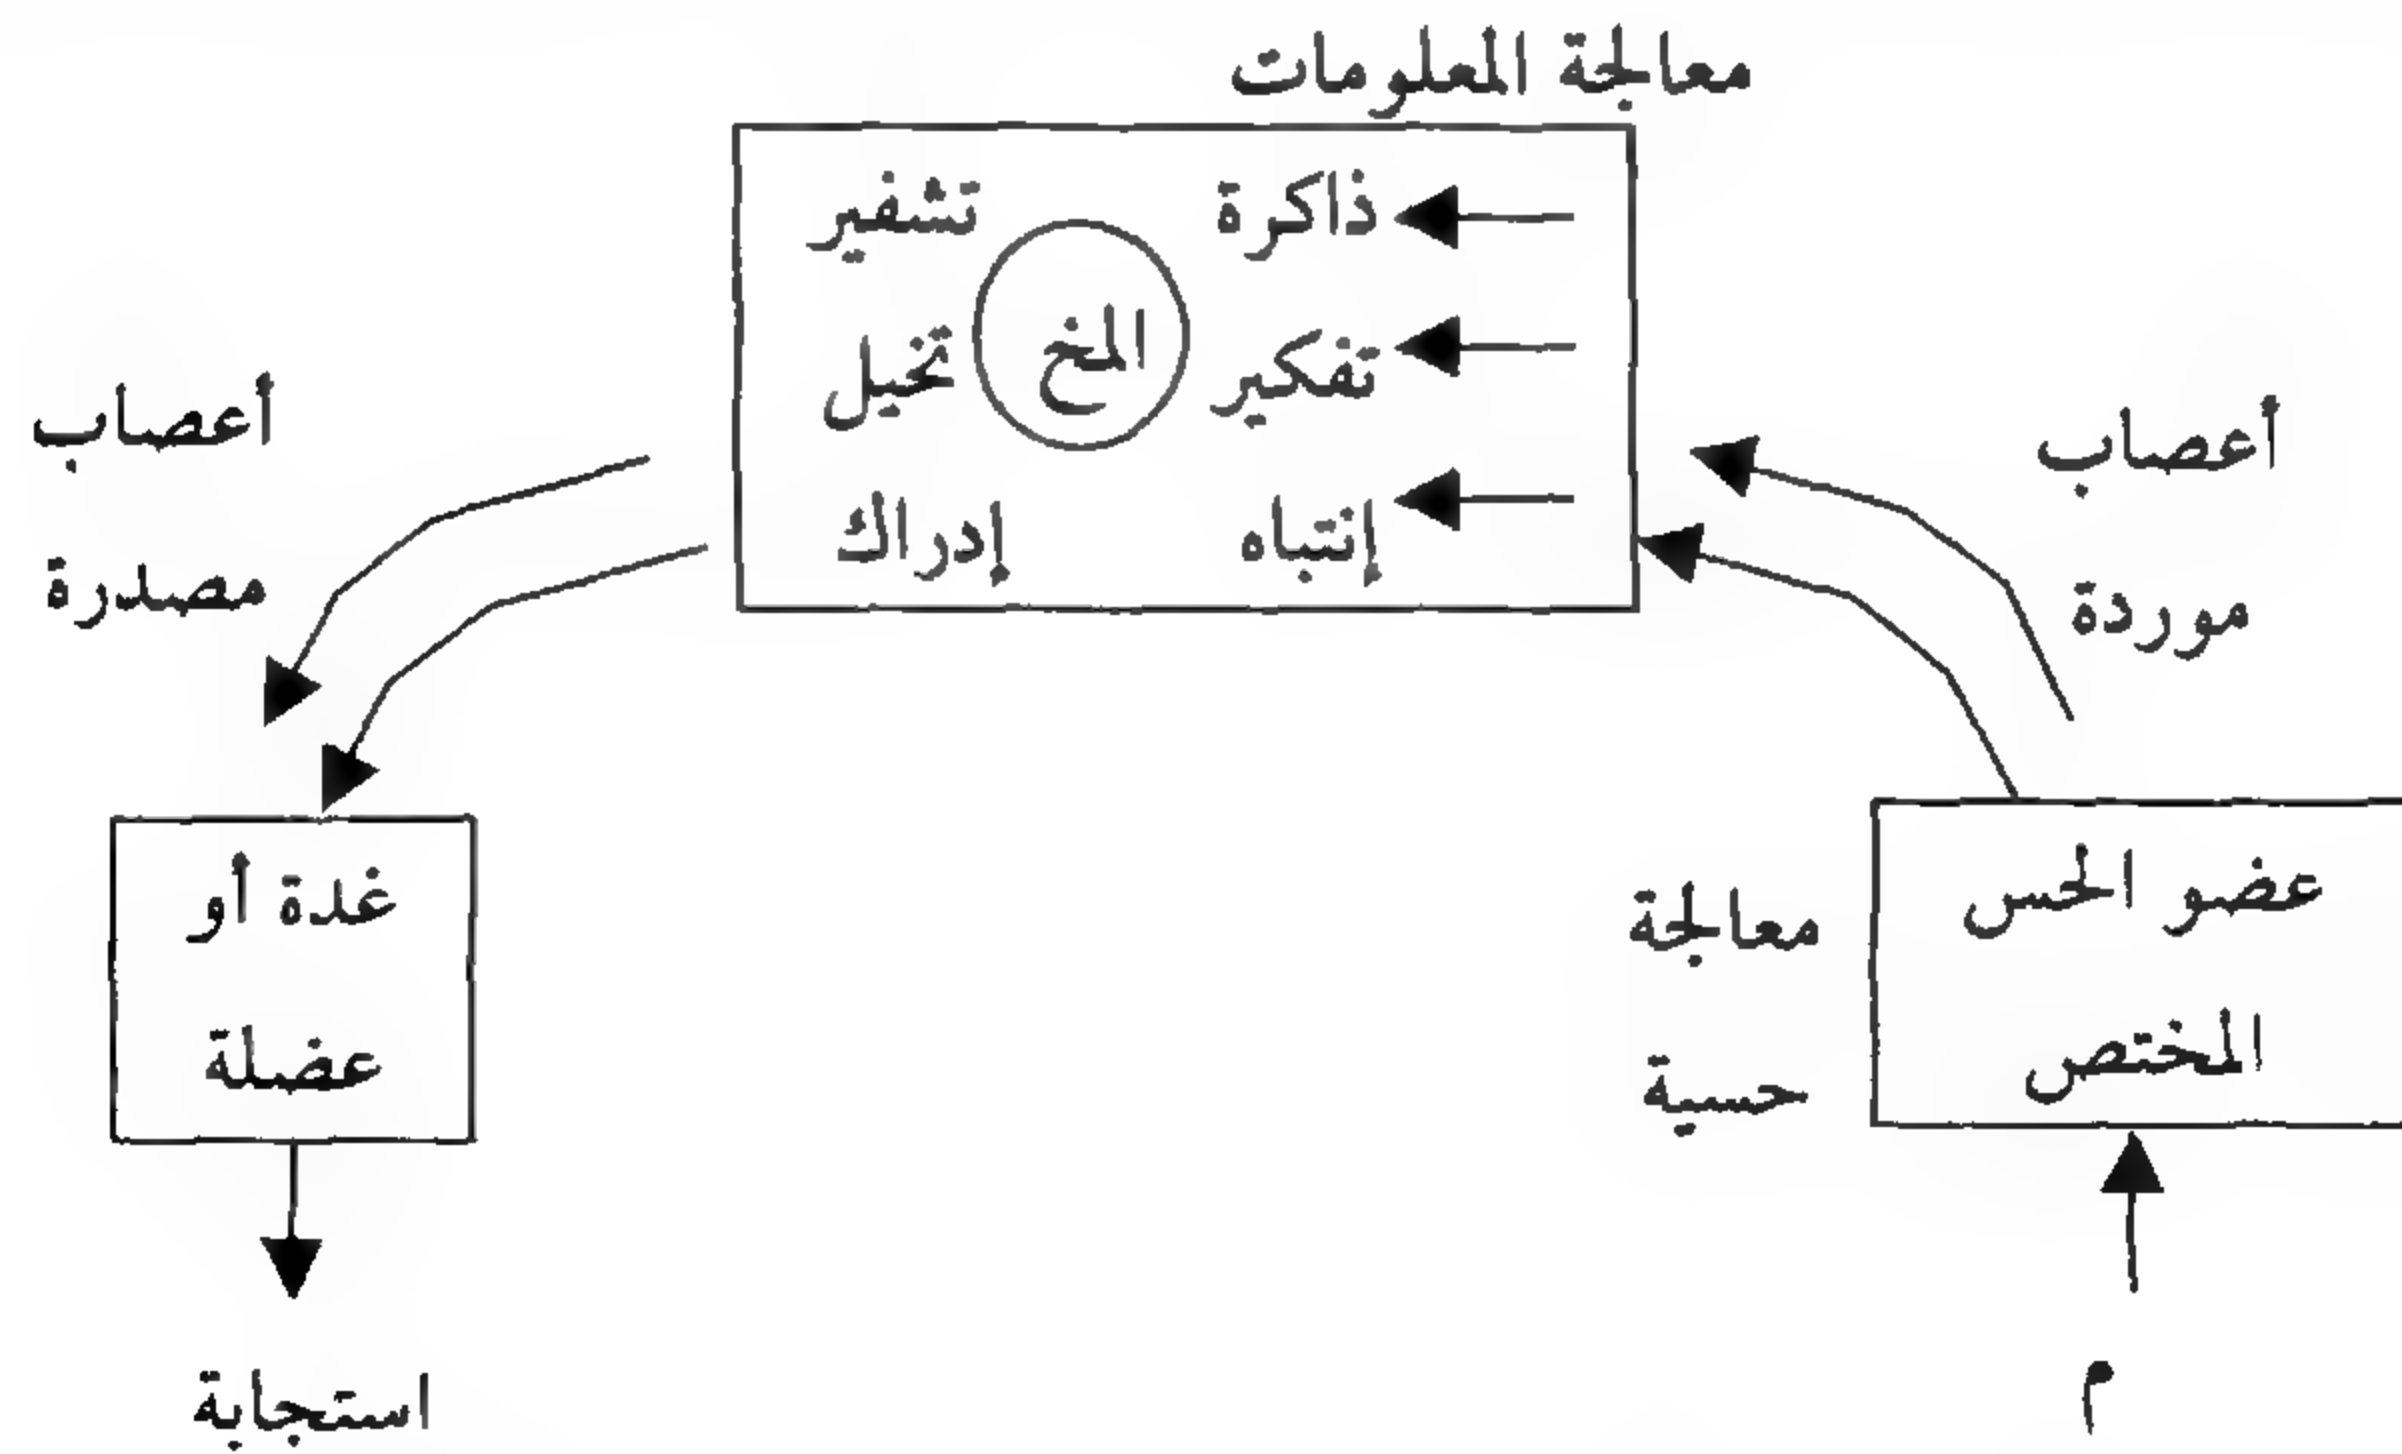 معالجة المعلومات
ذاكرة تشفير
المخ
تفكير تخيل
إنتباه إدراك
أعصاب
موردة
أعصاب
مصدرة
عضو الحس
المختص
معالجة
حسية
م
غدة أو
عضلة
استجابة